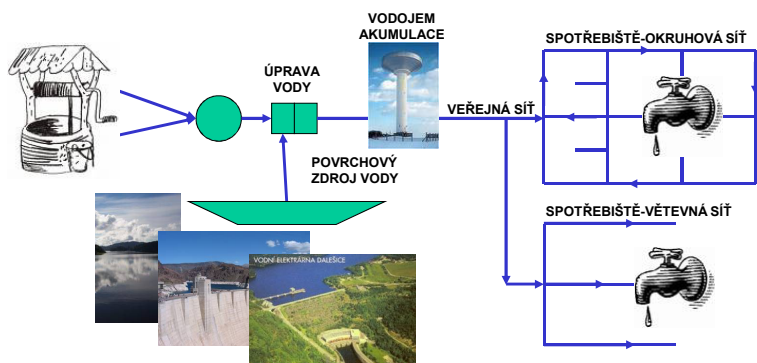 VODOJEM
AKUMULACE
SPOTŘEBIŠTĚ-OKRUHOVÁ SÍŤ
ÚPRAVA
VODY
VEŘEJNÁ SÍŤ
POVRCHOVÝ
ZDROJ VODY
SPOTŘEBIŠTĚ-VĚTEVNÁ SÍŤ
VODNÍ ELEKTRÁRNA DALEŠICE